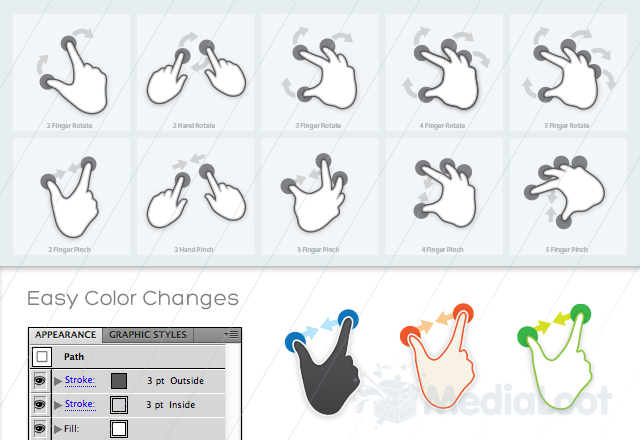 2 Finger Rotate
2 Hand Rotate
3 Finger Rotate
4 Finger Rotate
5 Finger Rotate
2 Finger Pinch
2 Hand Pinch
3 Finger Pinch
4 Finger Pinch
5 Finger Pinch
Easy Color Changes
APPEARANCE GRAPHIC STYLES
Path
Stroke: 3 pt Outside
Stroke: 3 pt Inside
Fill:
MediaLoot